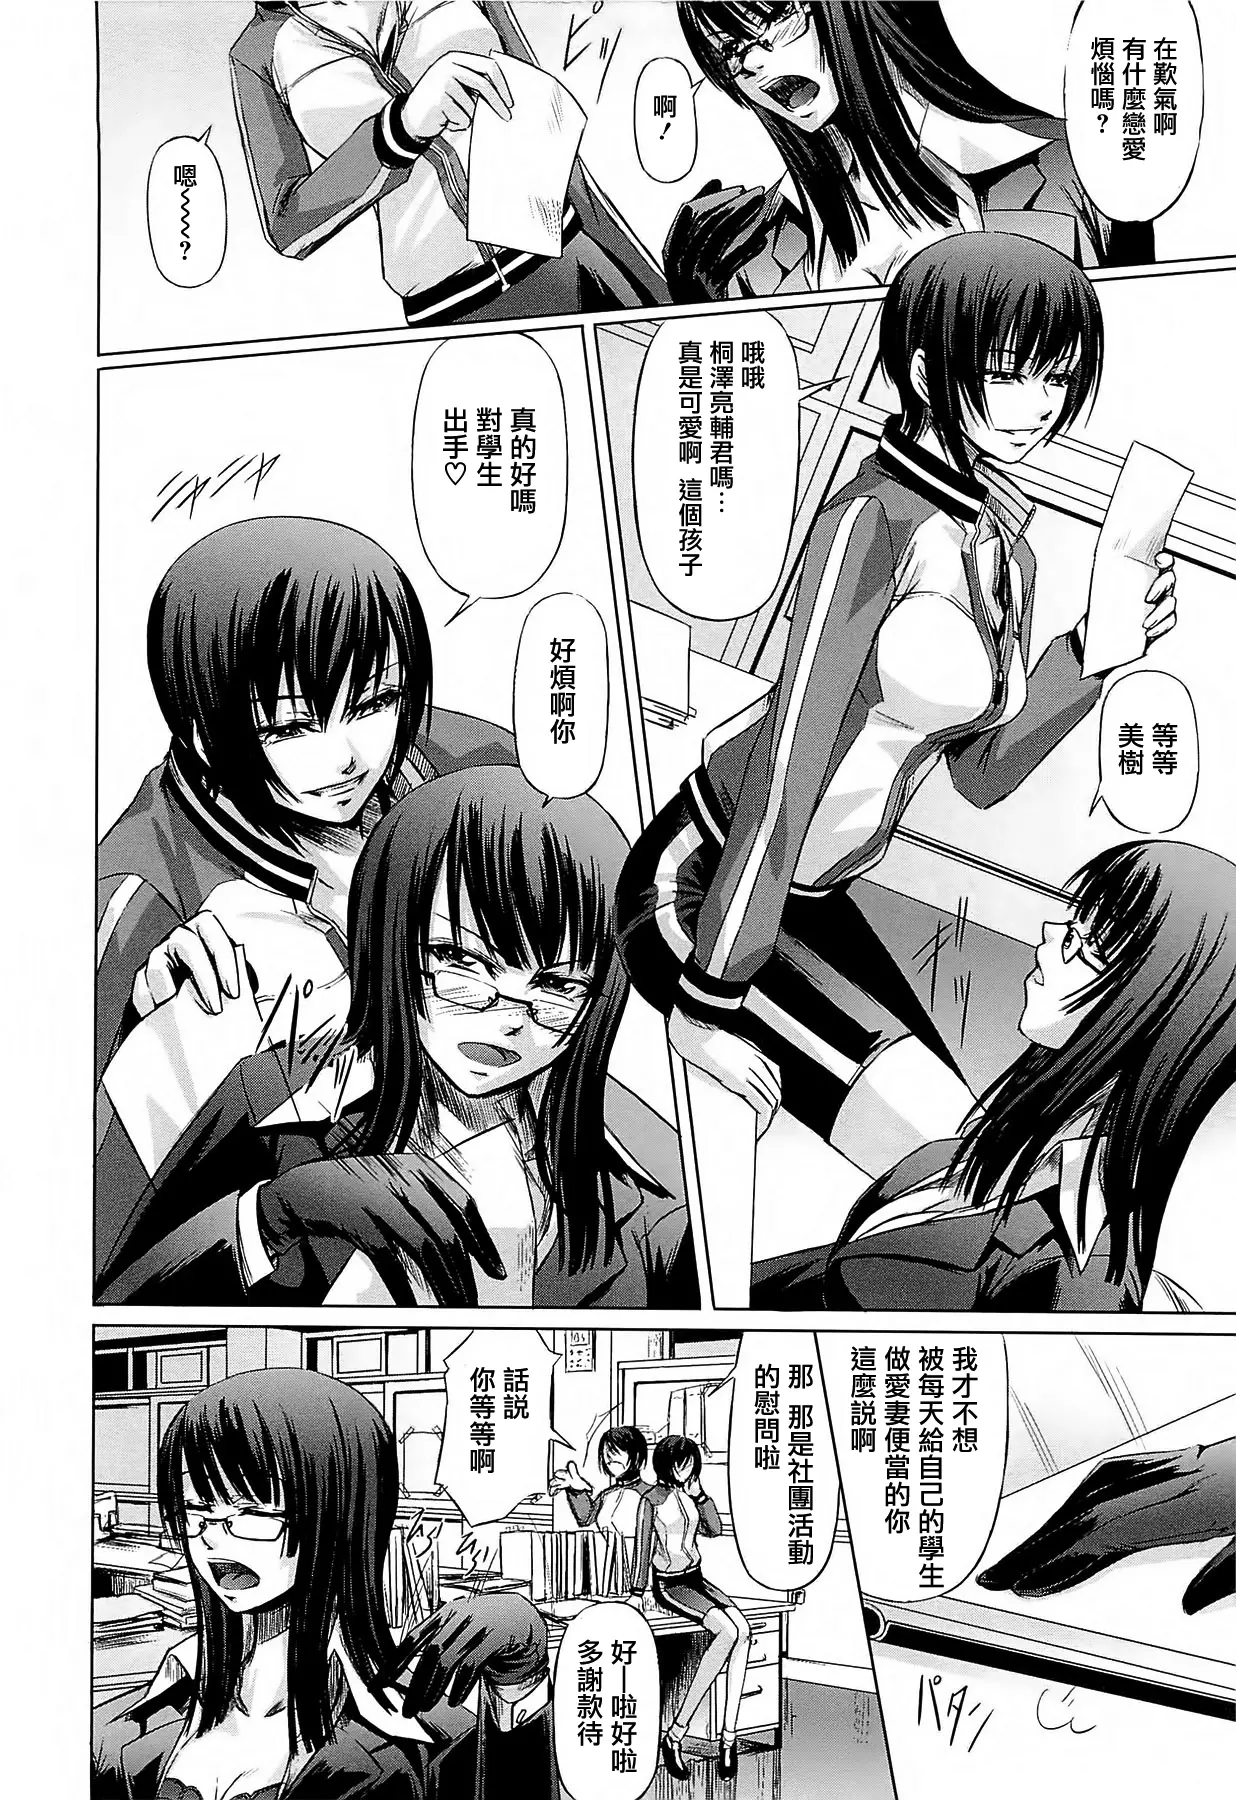 在歎氣啊
有什麼戀愛
煩惱嗎？
啊！
嗯～～～？
哦哦
桐澤亮輔君嗎…
真是可愛啊 這個孩子
等等
美樹
真的好嗎
對學生
出手♡
好煩啊你
我才不想
被每天給自己的學生
做愛妻便當的你
這麼説啊
パタン
那 那是社團活動
的慰問啦
話説
你等等啊
好—啦好啦
多謝款待